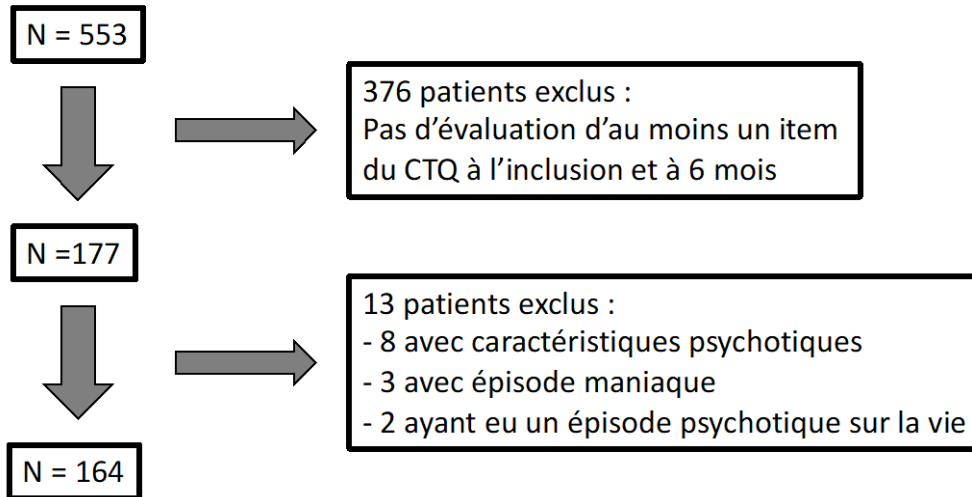 N = 553
376 patients exclus :
Pas d’évaluation d’au moins un item
du CTQ à l’inclusion et à 6 mois
N =177
13 patients exclus :
- 8 avec caractéristiques psychotiques
- 3 avec épisode maniaque
- 2 ayant eu un épisode psychotique sur la vie
N = 164